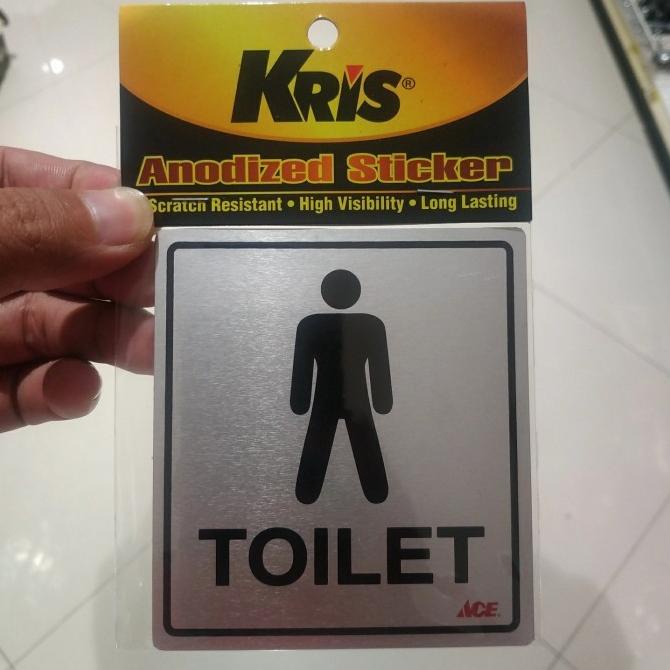 KRIS®
Anodized Sticker
Scratch Resistant • High Visibility • Long Lasting
TOILET
ACE